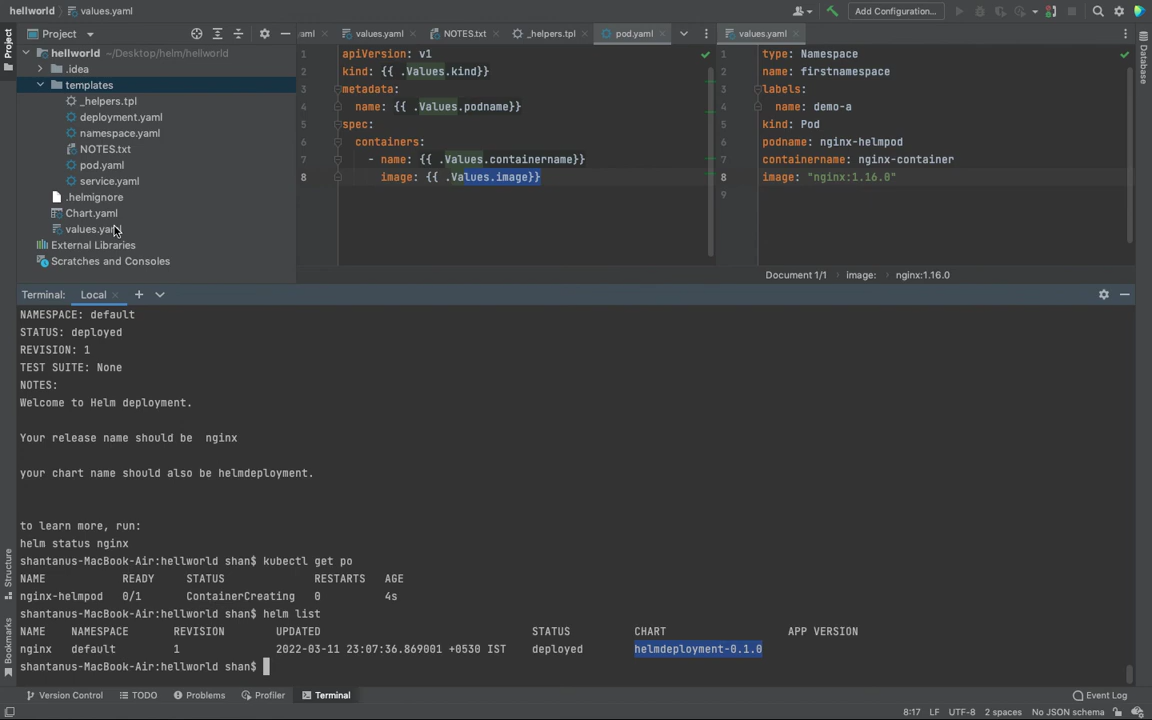 hellworld
values.yaml
Add Configuration...
Project
aml
values.yaml
NOTES.txt
_helpers.tpl
pod.yaml
values.yaml
Project
hellworld ~/Desktop/helm/hellworld
.idea
templates
_helpers.tpl
deployment.yaml
namespace.yaml
NOTES.txt
pod.yaml
service.yaml
.helmignore
Chart.yaml
values.yaml
External Libraries
Scratches and Consoles
1 apiVersion: v1
2 kind: {{ .Values.kind}}
3 metadata:
4 name: {{ .Values.podname}}
5 spec:
6 containers:
7 - name: {{ .Values.containername}}
8 image: {{ .Values.image}}
1 type: Namespace
2 name: firstnamespace
3 labels:
4 name: demo-a
5 kind: Pod
6 podname: nginx-helmpod
7 containername: nginx-container
8 image: "nginx:1.16.0"
9
Document 1/1 › image: › nginx:1.16.0
Database
Terminal: Local
NAMESPACE: default
STATUS: deployed
REVISION: 1
TEST SUITE: None
NOTES:
Welcome to Helm deployment.
Your release name should be  nginx
your chart name should also be helmdeployment.
to learn more, run:
helm status nginx
shantanus-MacBook-Air:hellworld shan$ kubectl get po
NAME READY STATUS RESTARTS AGE
nginx-helmpod 0/1 ContainerCreating 0 4s
shantanus-MacBook-Air:hellworld shan$ helm list
NAME NAMESPACE REVISION UPDATED STATUS CHART APP VERSION
nginx default 1 2022-03-11 23:07:36.869001 +0530 IST deployed helmdeployment-0.1.0
shantanus-MacBook-Air:hellworld shan$
Structure
Bookmarks
Version Control
TODO
Problems
Profiler
Terminal
Event Log
8:17 LF UTF-8 2 spaces No JSON schema